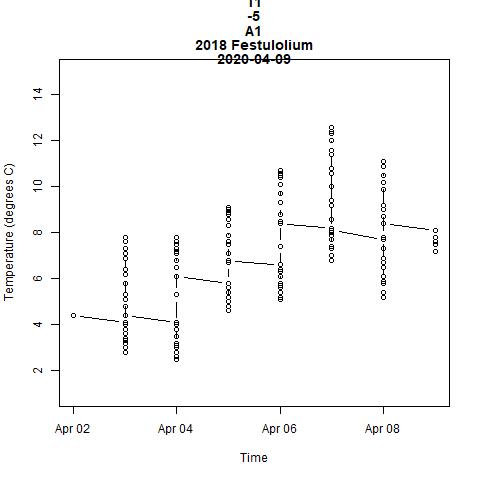 T1
-5
A1
2018 Festulolium
2020-04-09
14
12
10
8
6
4
2
Temperature (degrees C)
Apr 02
Apr 04
Apr 06
Apr 08
Time